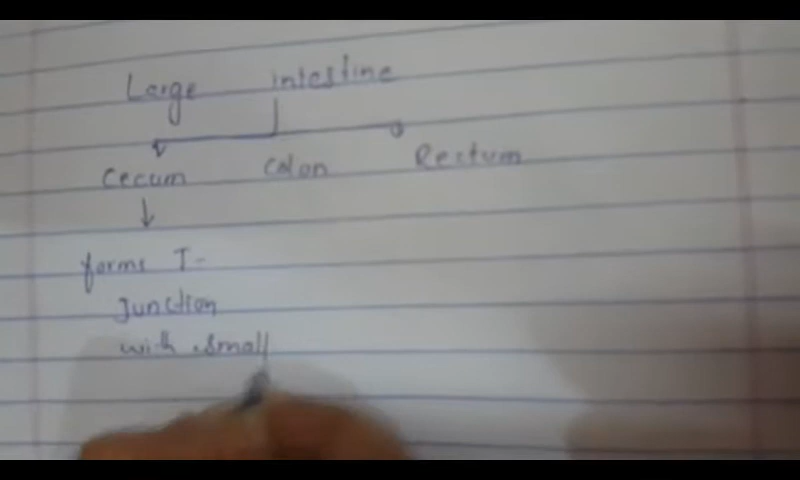 Large intestine
Cecum Colon Rectum
forms T-
Junction
with small